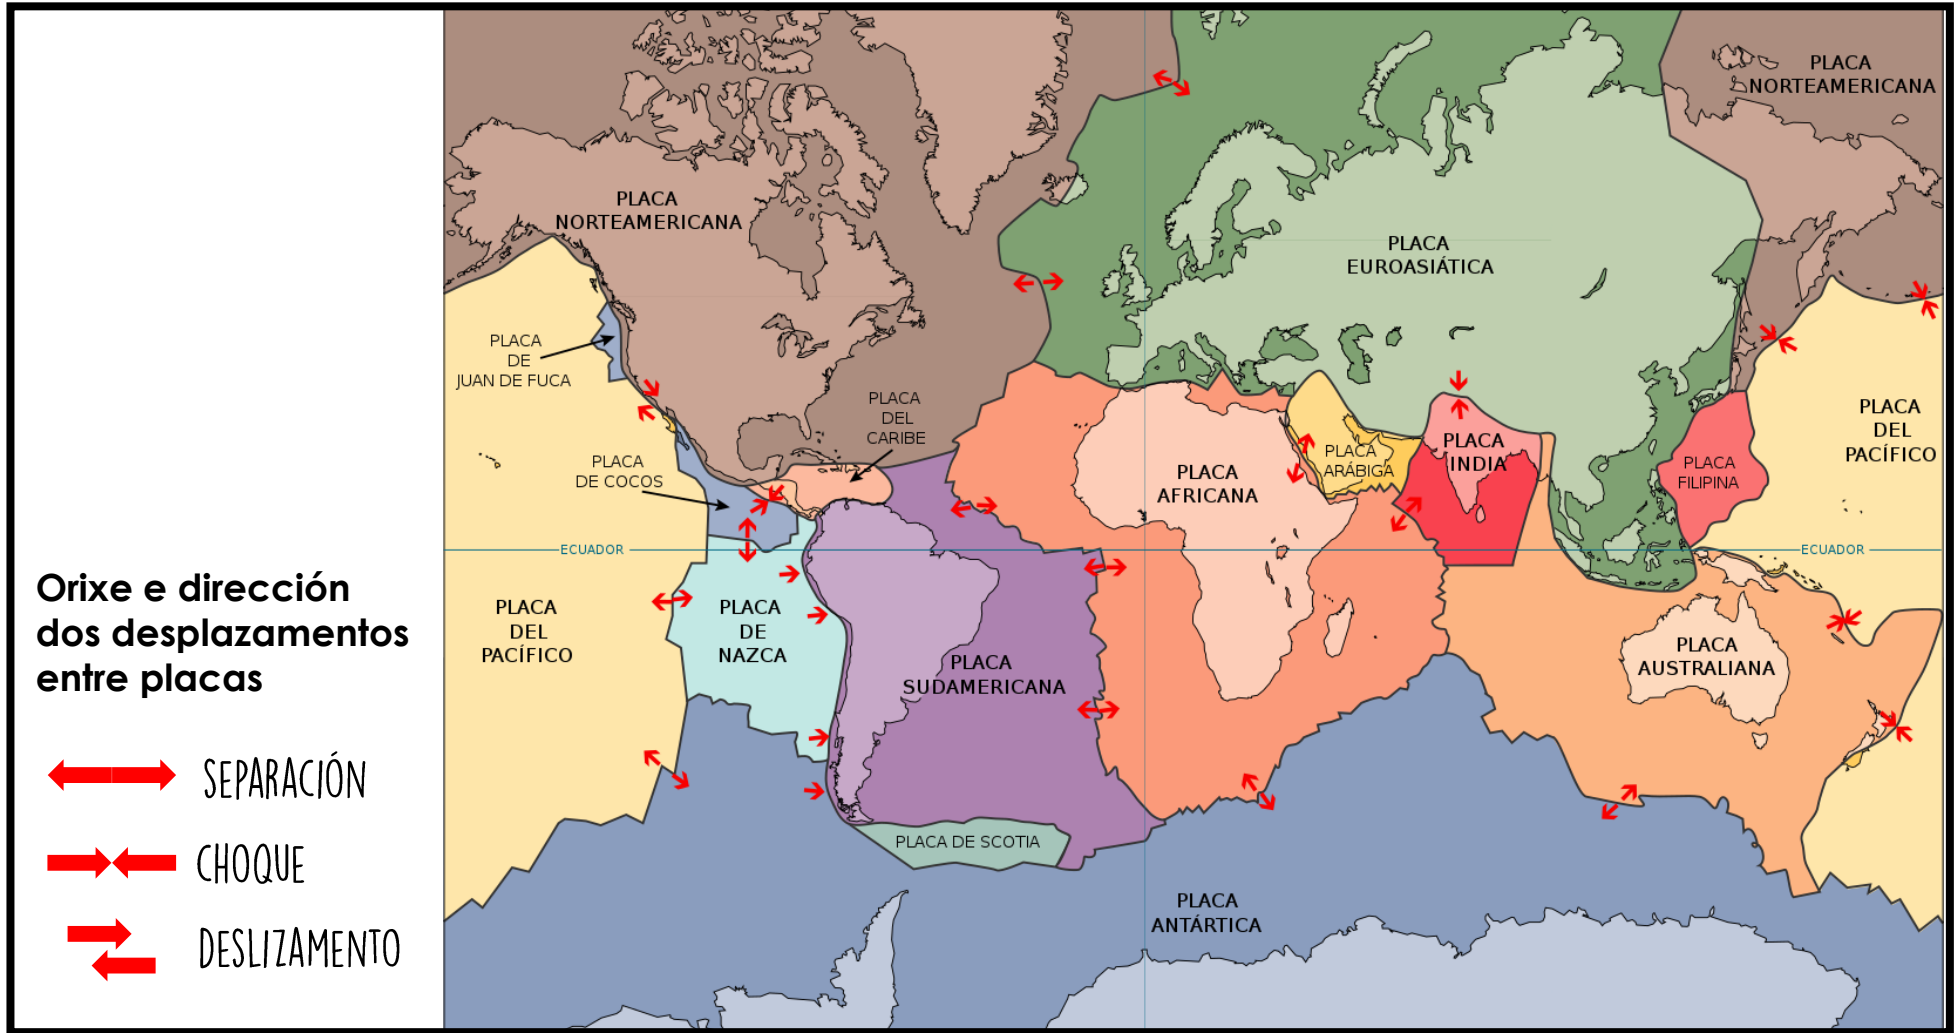 Orixe e dirección
dos desplazamentos
entre placas
SEPARACIÓN
CHOQUE
DESLIZAMENTO
PLACA
NORTEAMERICANA
PLACA
NORTEAMERICANA
PLACA
EUROASIÁTICA
PLACA
DE
JUAN DE FUCA
PLACA
DEL
CARIBE
PLACA
DE COCOS
PLACA
AFRICANA
PLACA
ARÁBIGA
PLACA
INDIA
PLACA
FILIPINA
PLACA
DEL
PACÍFICO
ECUADOR
ECUADOR
PLACA
DEL
PACÍFICO
PLACA
DE
NAZCA
PLACA
SUDAMERICANA
PLACA
AUSTRALIANA
PLACA DE SCOTIA
PLACA
ANTÁRTICA